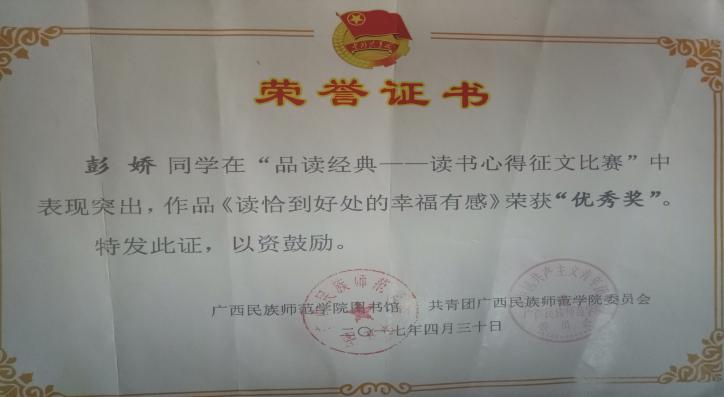 荣誉证书
彭娇同学在“品读经典——读书心得征文比赛”中
表现突出，作品《读恰到好处的幸福有感》荣获“优秀奖”。
特发此证，以资鼓励。
广西民族师范学院图书馆 共青团广西民族师范学院委员会
二〇一七年四月三十日